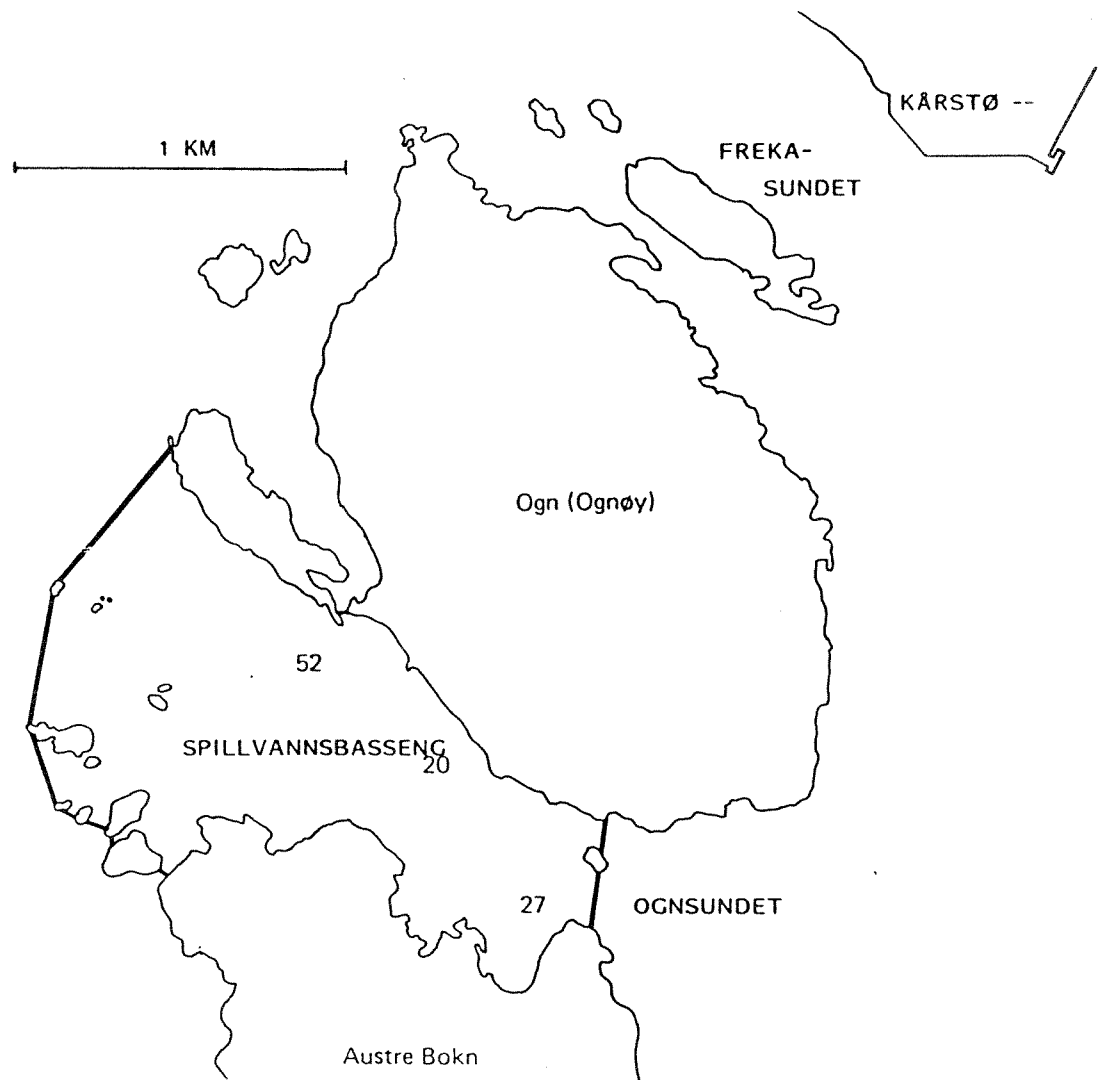 KÅRSTØ --
1 KM
FREKA-
SUNDET
Ogn (Ognøy)
52
SPILLVANNSBASSENG
20
27
OGNSUNDET
Austre Bokn